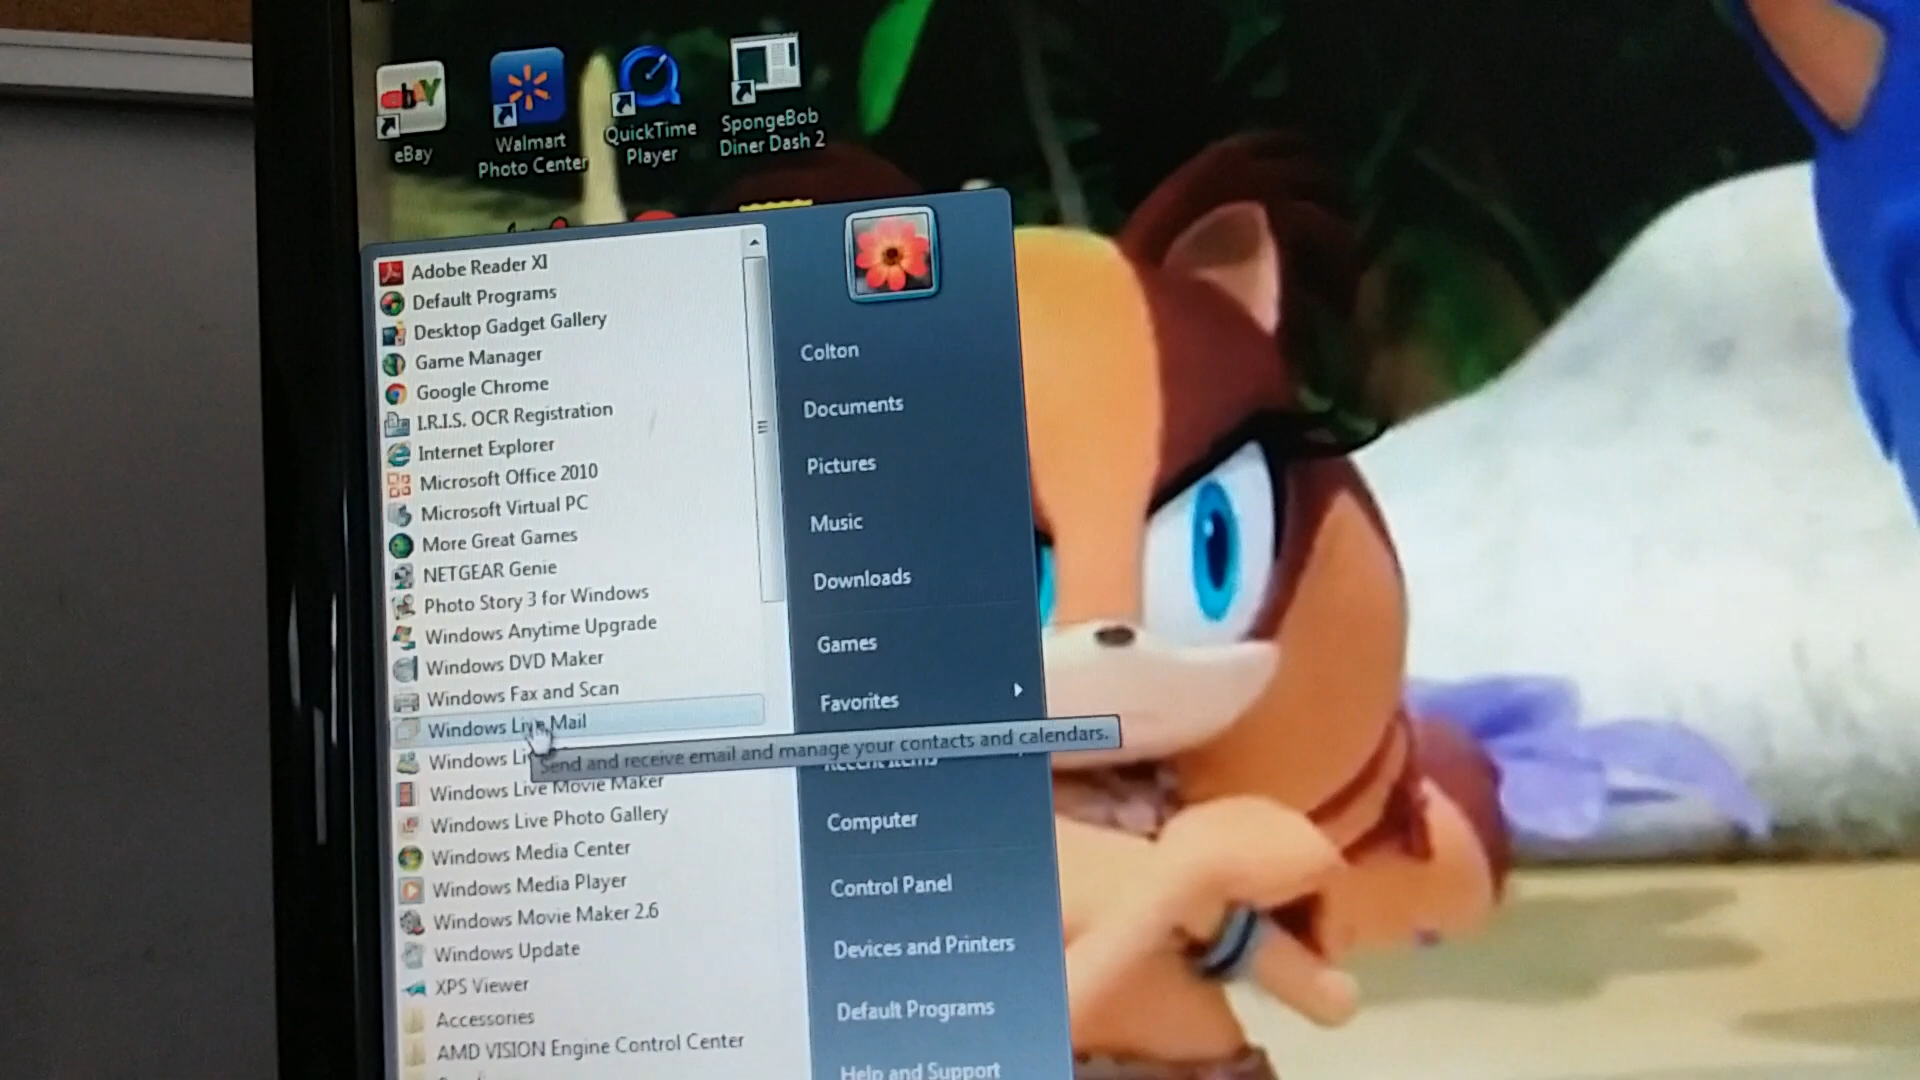 ebay
eBay
Walmart
Photo Center
QuickTime
Player
SpongeBob
Diner Dash 2
Adobe Reader XI
Default Programs
Desktop Gadget Gallery
Game Manager
Google Chrome
I.R.I.S. OCR Registration
Internet Explorer
Microsoft Office 2010
Microsoft Virtual PC
More Great Games
NETGEAR Genie
Photo Story 3 for Windows
Windows Anytime Upgrade
Windows DVD Maker
Windows Fax and Scan
Windows Live Mail
Windows
Send and receive email and manage your contacts and calendars.
Windows Live Movie Maker
Windows Live Photo Gallery
Windows Media Center
Windows Media Player
Windows Movie Maker 2.6
Windows Update
XPS Viewer
Accessories
AMD VISION Engine Control Center
Colton
Documents
Pictures
Music
Downloads
Games
Favorites
Recent Items
Computer
Control Panel
Devices and Printers
Default Programs
Help and Support